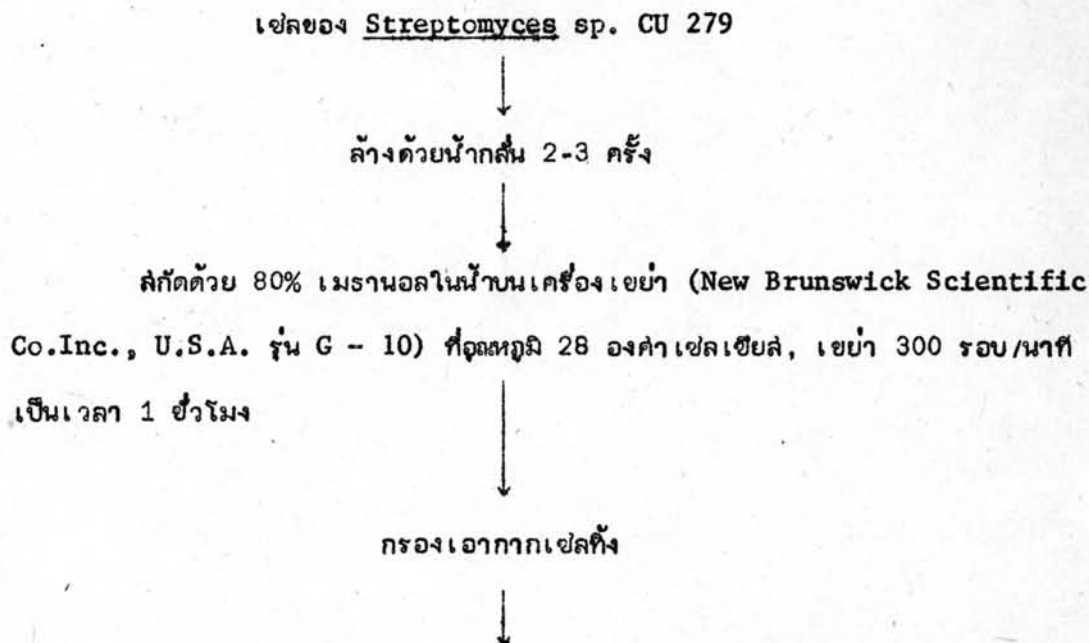 เซลของ Streptomyces sp. CU 279
ล้างด้วยน้ำกลั่น 2-3 ครั้ง
สกัดด้วย 80% เมธานอลในน้ำบนเครื่องเขย่า (New Brunswick Scientific
Co.Inc., U.S.A. รุ่น G - 10) ที่อุณหภูมิ 28 องศาเซลเซียส, เขย่า 300 รอบ/นาที
เป็นเวลา 1 ชั่วโมง
กรองเอากากเซลทิ้ง